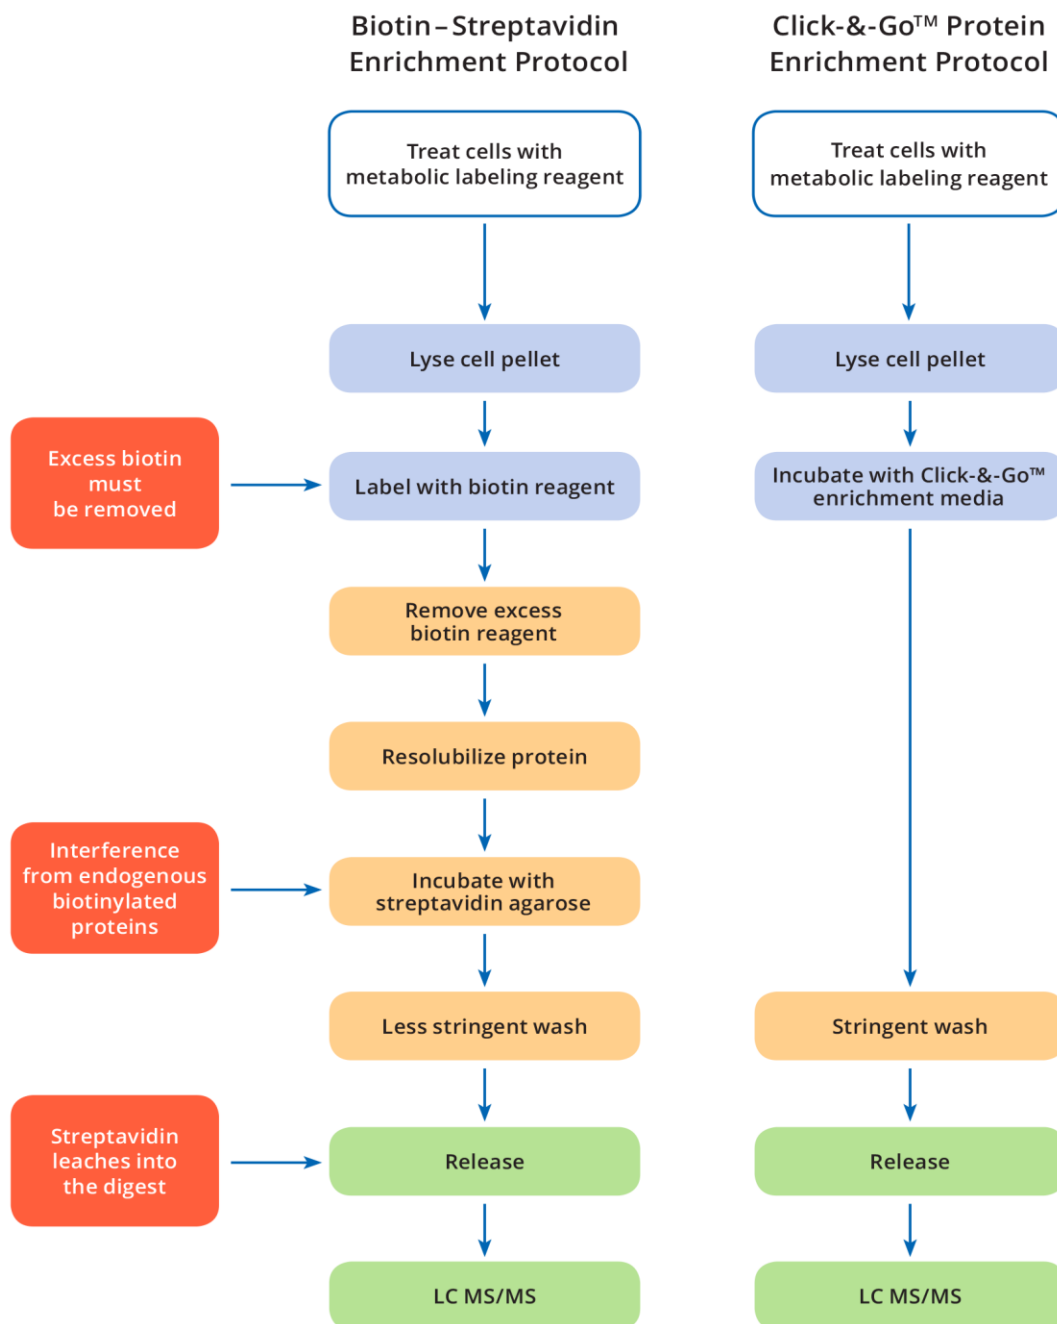 Biotin–Streptavidin
Enrichment Protocol
Click-&-Go™ Protein
Enrichment Protocol
Treat cells with
metabolic labeling reagent
Treat cells with
metabolic labeling reagent
Lyse cell pellet
Lyse cell pellet
Excess biotin
must
be removed
Label with biotin reagent
Incubate with Click-&-Go™
enrichment media
Remove excess
biotin reagent
Resolubilize protein
Interference
from endogenous
biotinylated
proteins
Incubate with
streptavidin agarose
Less stringent wash
Stringent wash
Streptavidin
leaches into
the digest
Release
Release
LC MS/MS
LC MS/MS